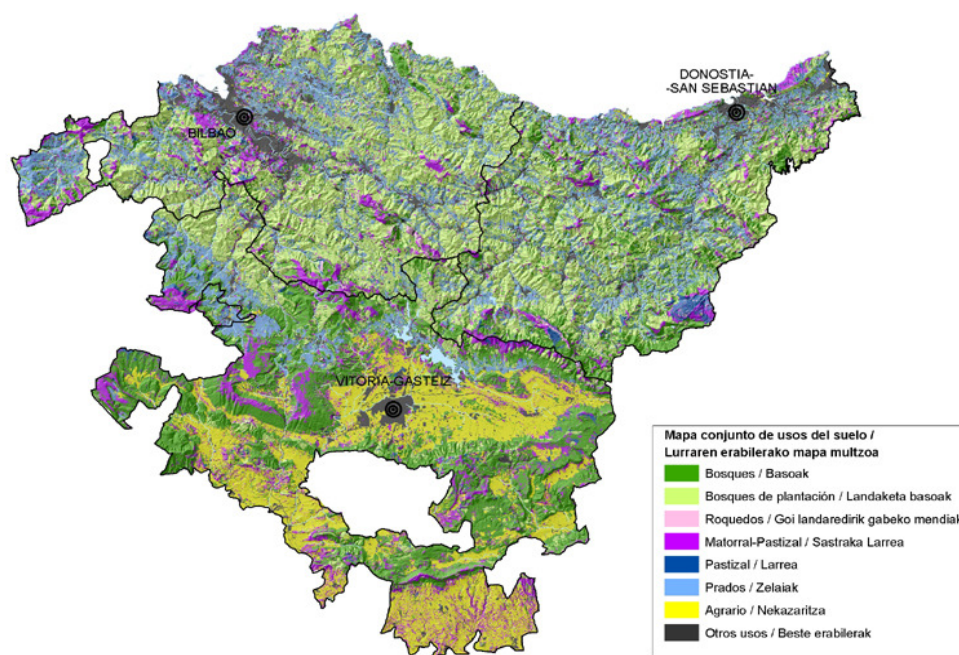 DONOSTIA-
-SAN SEBASTIAN
BILBAO
VITORIA-GASTEIZ
Mapa conjunto de usos del suelo /
Lurraren erabilerako mapa multzoa
Bosques / Basoak
Bosques de plantación / Landaketa basoak
Roquedos / Goi landaredirik gabeko mendiak
Matorral-Pastizal / Sastraka Larrea
Pastizal / Larrea
Prados / Zelaiak
Agrario / Nekazaritza
Otros usos / Beste erabilerak